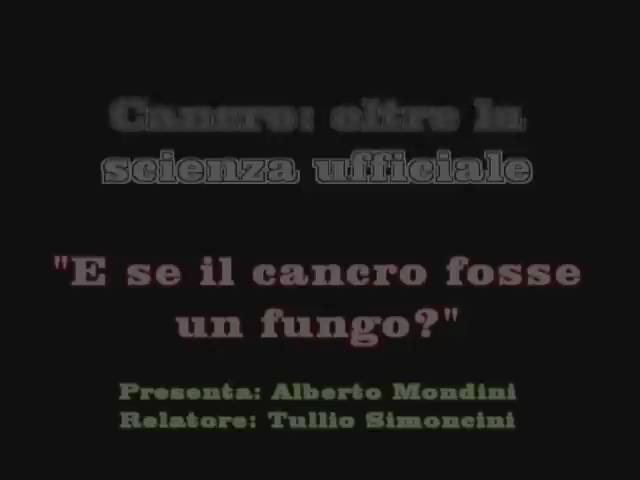 Cancro: oltre la
scienza ufficiale
"E se il cancro fosse
un fungo?"
Presenta: Alberto Mondini
Relatore: Tullio Simoncini